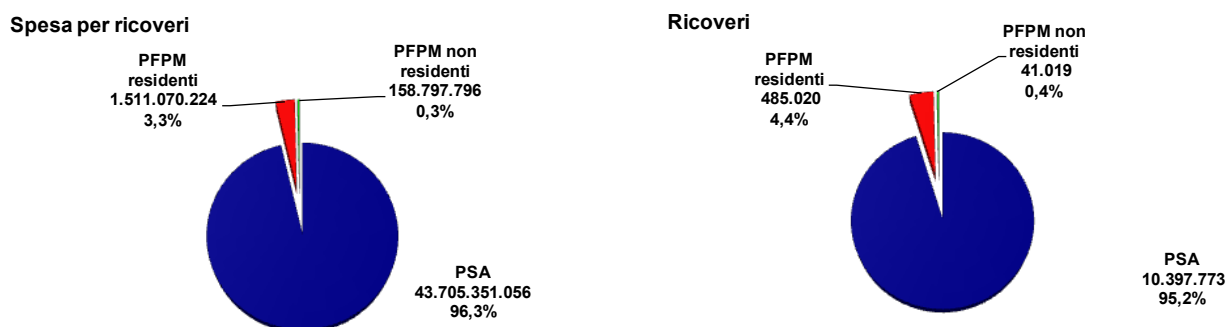 Spesa per ricoveri
PFPM
residenti
1.511.070.224
3,3%
PFPM non
residenti
158.797.796
0,3%
PSA
43.705.351.056
96,3%
Ricoveri
PFPM
residenti
485.020
4,4%
PFPM non
residenti
41.019
0,4%
PSA
10.397.773
95,2%